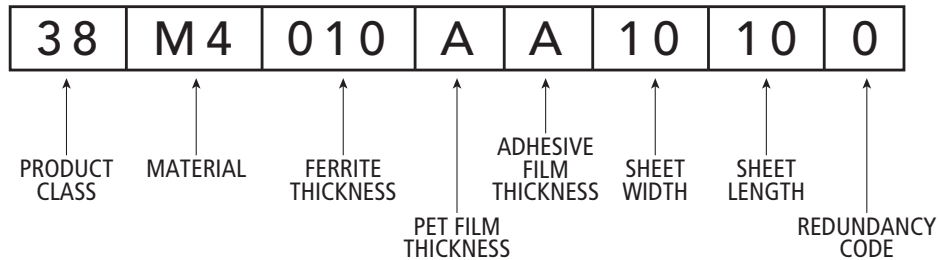 38 M4 010 A A 10 10 0
PRODUCT
CLASS
MATERIAL
FERRITE
THICKNESS
PET FILM
THICKNESS
ADHESIVE
FILM
THICKNESS
SHEET
WIDTH
SHEET
LENGTH
REDUNDANCY
CODE